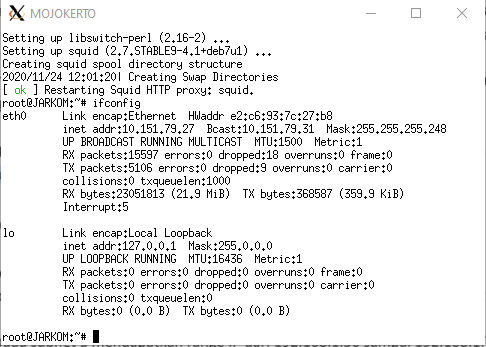 MOJOKERTO
Setting up libswitch-perl (2.16-2) ...
Setting up squid (2.7.STABLE9-4.1+deb7u1) ...
Creating squid spool directory structure
2020/11/24 12:01:20| Creating Swap Directories
[ ok ] Restarting Squid HTTP proxy: squid.
root@JARKOM:~# ifconfig
eth0      Link encap:Ethernet  HWaddr e2:c6:93:7c:27:b8
          inet addr:10.151.79.27  Bcast:10.151.79.31  Mask:255.255.255.248
          UP BROADCAST RUNNING MULTICAST  MTU:1500  Metric:1
          RX packets:15597 errors:0 dropped:18 overruns:0 frame:0
          TX packets:5106 errors:0 dropped:9 overruns:0 carrier:0
          collisions:0 txqueuelen:1000
          RX bytes:23051813 (21.9 MiB)  TX bytes:368587 (359.9 KiB)
          Interrupt:5
lo        Link encap:Local Loopback
          inet addr:127.0.0.1  Mask:255.0.0.0
          UP LOOPBACK RUNNING  MTU:16436  Metric:1
          RX packets:0 errors:0 dropped:0 overruns:0 frame:0
          TX packets:0 errors:0 dropped:0 overruns:0 carrier:0
          collisions:0 txqueuelen:0
          RX bytes:0 (0.0 B)  TX bytes:0 (0.0 B)
root@JARKOM:~#